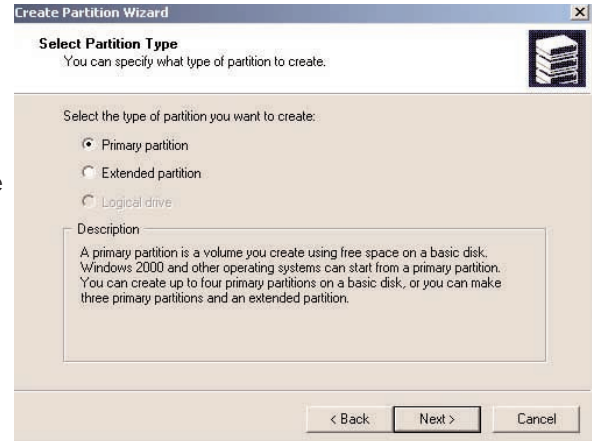 Create Partition Wizard
Select Partition Type
You can specify what type of partition to create.
Select the type of partition you want to create:
Primary partition
Extended partition
e
Logical drive
Description
A primary partition is a volume you create using free space on a basic disk.
Windows 2000 and other operating systems can start from a primary partition.
You can create up to four primary partitions on a basic disk, or you can make
three primary partitions and an extended partition.
< Back
Next >
Cancel